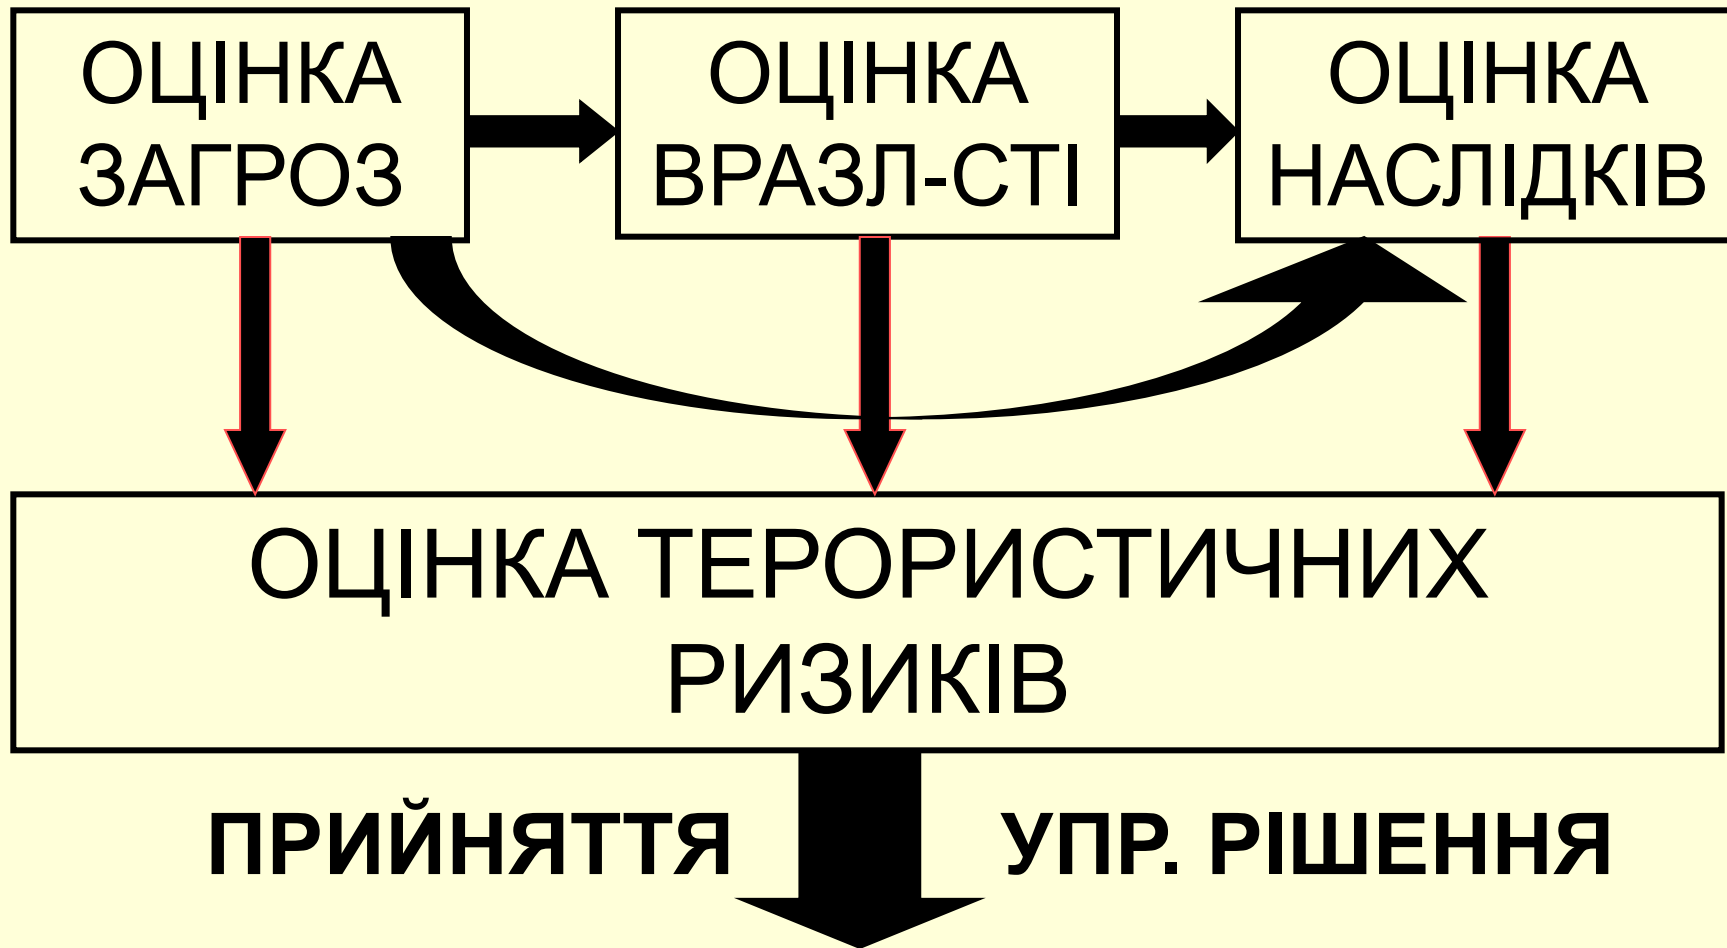 ОЦІНКА
ЗАГРОЗ
ОЦІНКА
ВРАЗЛ-СТІ
ОЦІНКА
НАСЛІДКІВ
ОЦІНКА ТЕРОРИСТИЧНИХ
РИЗИКІВ
ПРИЙНЯТТЯ УПР. РІШЕННЯ